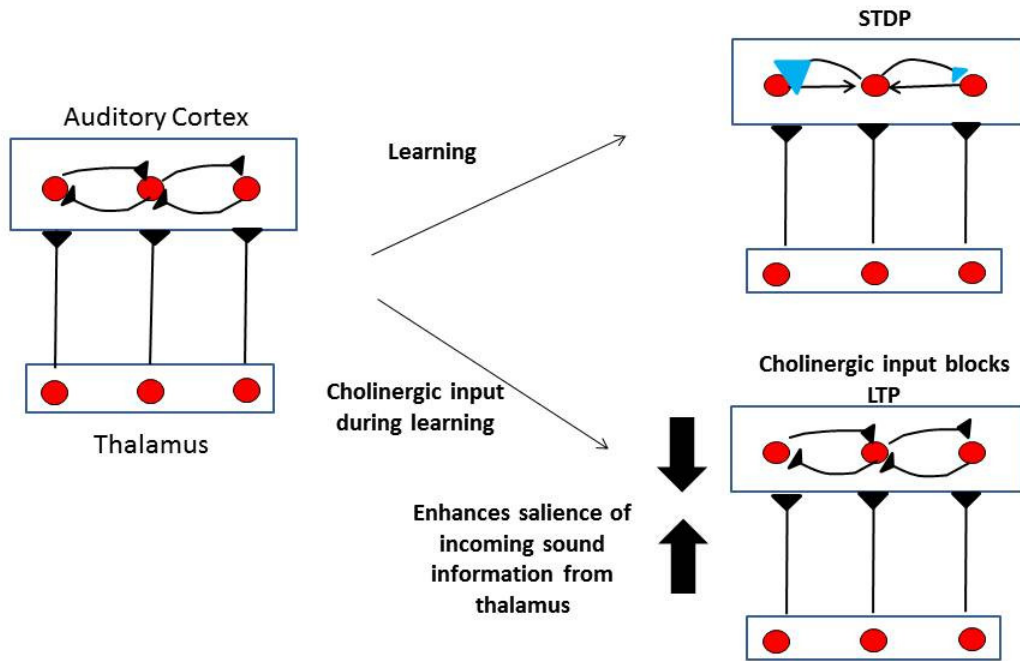 Auditory Cortex
Thalamus
Learning
Cholinergic input
during learning
STDP
Cholinergic input blocks
LTP
Enhances salience of
incoming sound
information from
thalamus